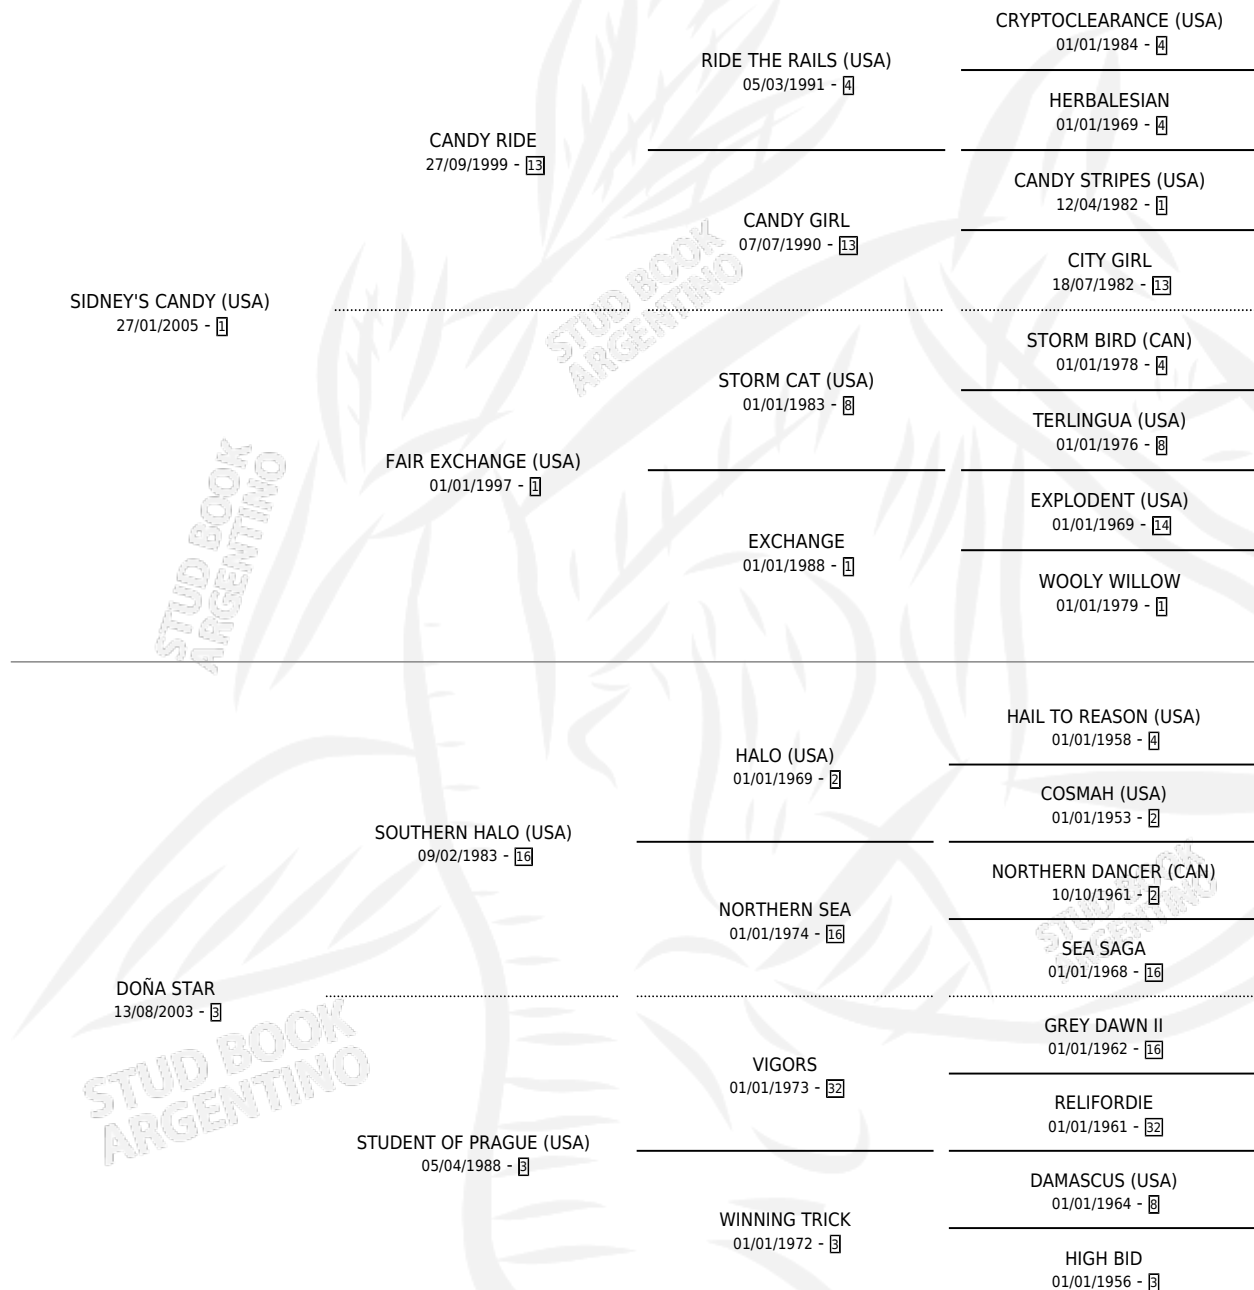 CRYPTOCLEARANCE (USA)
01/01/1984 - 4
RIDE THE RAILS (USA)
05/03/1991 - 4
HERBALESIAN
01/01/1969 - 4
CANDY RIDE
27/09/1999 - 13
CANDY STRIPES (USA)
12/04/1982 - 1
CANDY GIRL
07/07/1990 - 13
CITY GIRL
18/07/1982 - 13
SIDNEY'S CANDY (USA)
27/01/2005 - 1
STORM BIRD (CAN)
01/01/1978 - 4
STORM CAT (USA)
01/01/1983 - 8
TERLINGUA (USA)
01/01/1976 - 8
FAIR EXCHANGE (USA)
01/01/1997 - 1
EXPLODENT (USA)
01/01/1969 - 14
EXCHANGE
01/01/1988 - 1
WOOLY WILLOW
01/01/1979 - 1
HAIL TO REASON (USA)
01/01/1958 - 4
HALO (USA)
01/01/1969 - 2
COSMAH (USA)
01/01/1953 - 2
SOUTHERN HALO (USA)
09/02/1983 - 16
NORTHERN DANCER (CAN)
10/10/1961 - 2
NORTHERN SEA
01/01/1974 - 16
SEA SAGA
01/01/1968 - 16
DOÑA STAR
13/08/2003 - 3
GREY DAWN II
01/01/1962 - 16
VIGORS
01/01/1973 - 32
RELIFORDIE
01/01/1961 - 32
STUDENT OF PRAGUE (USA)
05/04/1988 - 3
DAMASCUS (USA)
01/01/1964 - 8
WINNING TRICK
01/01/1972 - 3
HIGH BID
01/01/1956 - 3
STUD BOOK
ARGENTINO
STUD BOOK
ARGENTINO
STUD BOOK
ARGENTINO
STUD BOOK
ARGENTINO